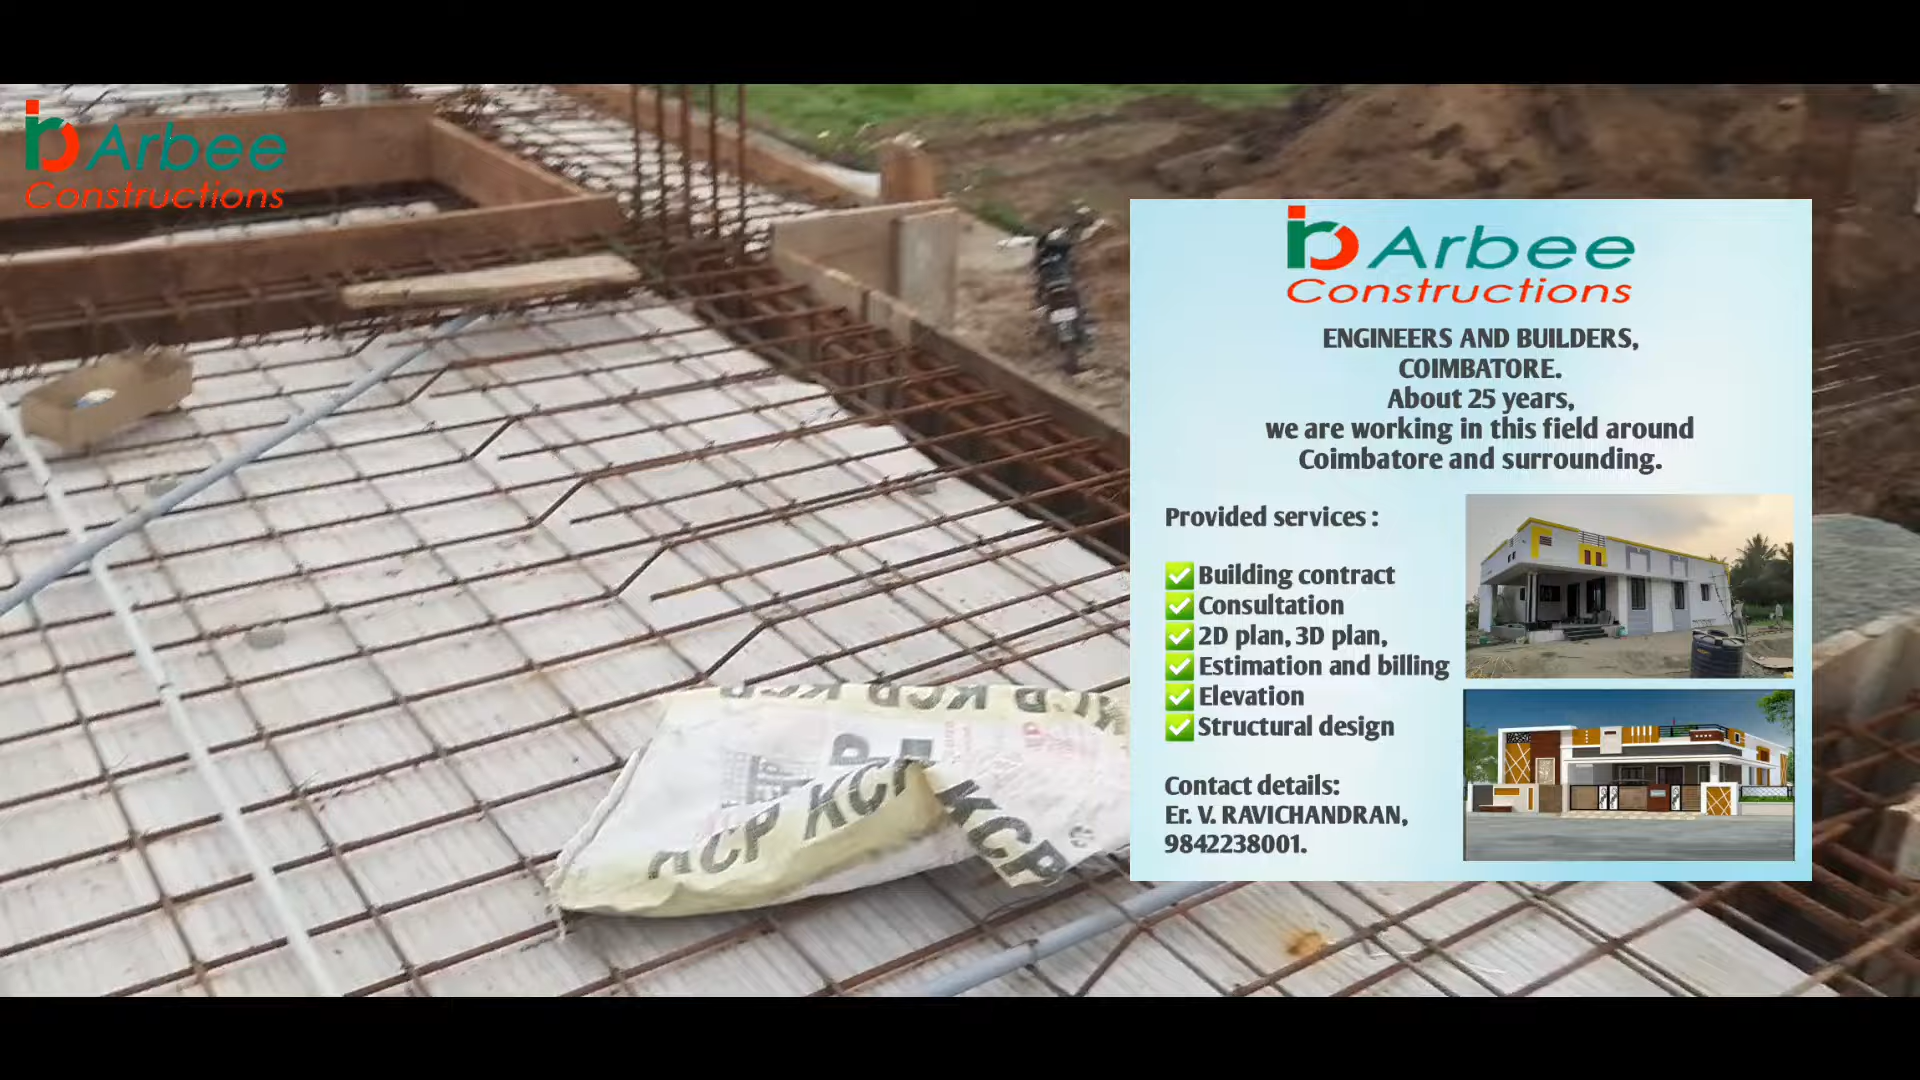 Arbee
Constructions
Arbee
Constructions
ENGINEERS AND BUILDERS,
COIMBATORE.
About 25 years,
we are working in this field around
Coimbatore and surrounding.
Provided services :
✅ Building contract
✅ Consultation
✅ 2D plan, 3D plan,
✅ Estimation and billing
✅ Elevation
✅ Structural design
Contact details:
Er. V. RAVICHANDRAN,
9842238001.
KCP KCP
KCP KCP KCP